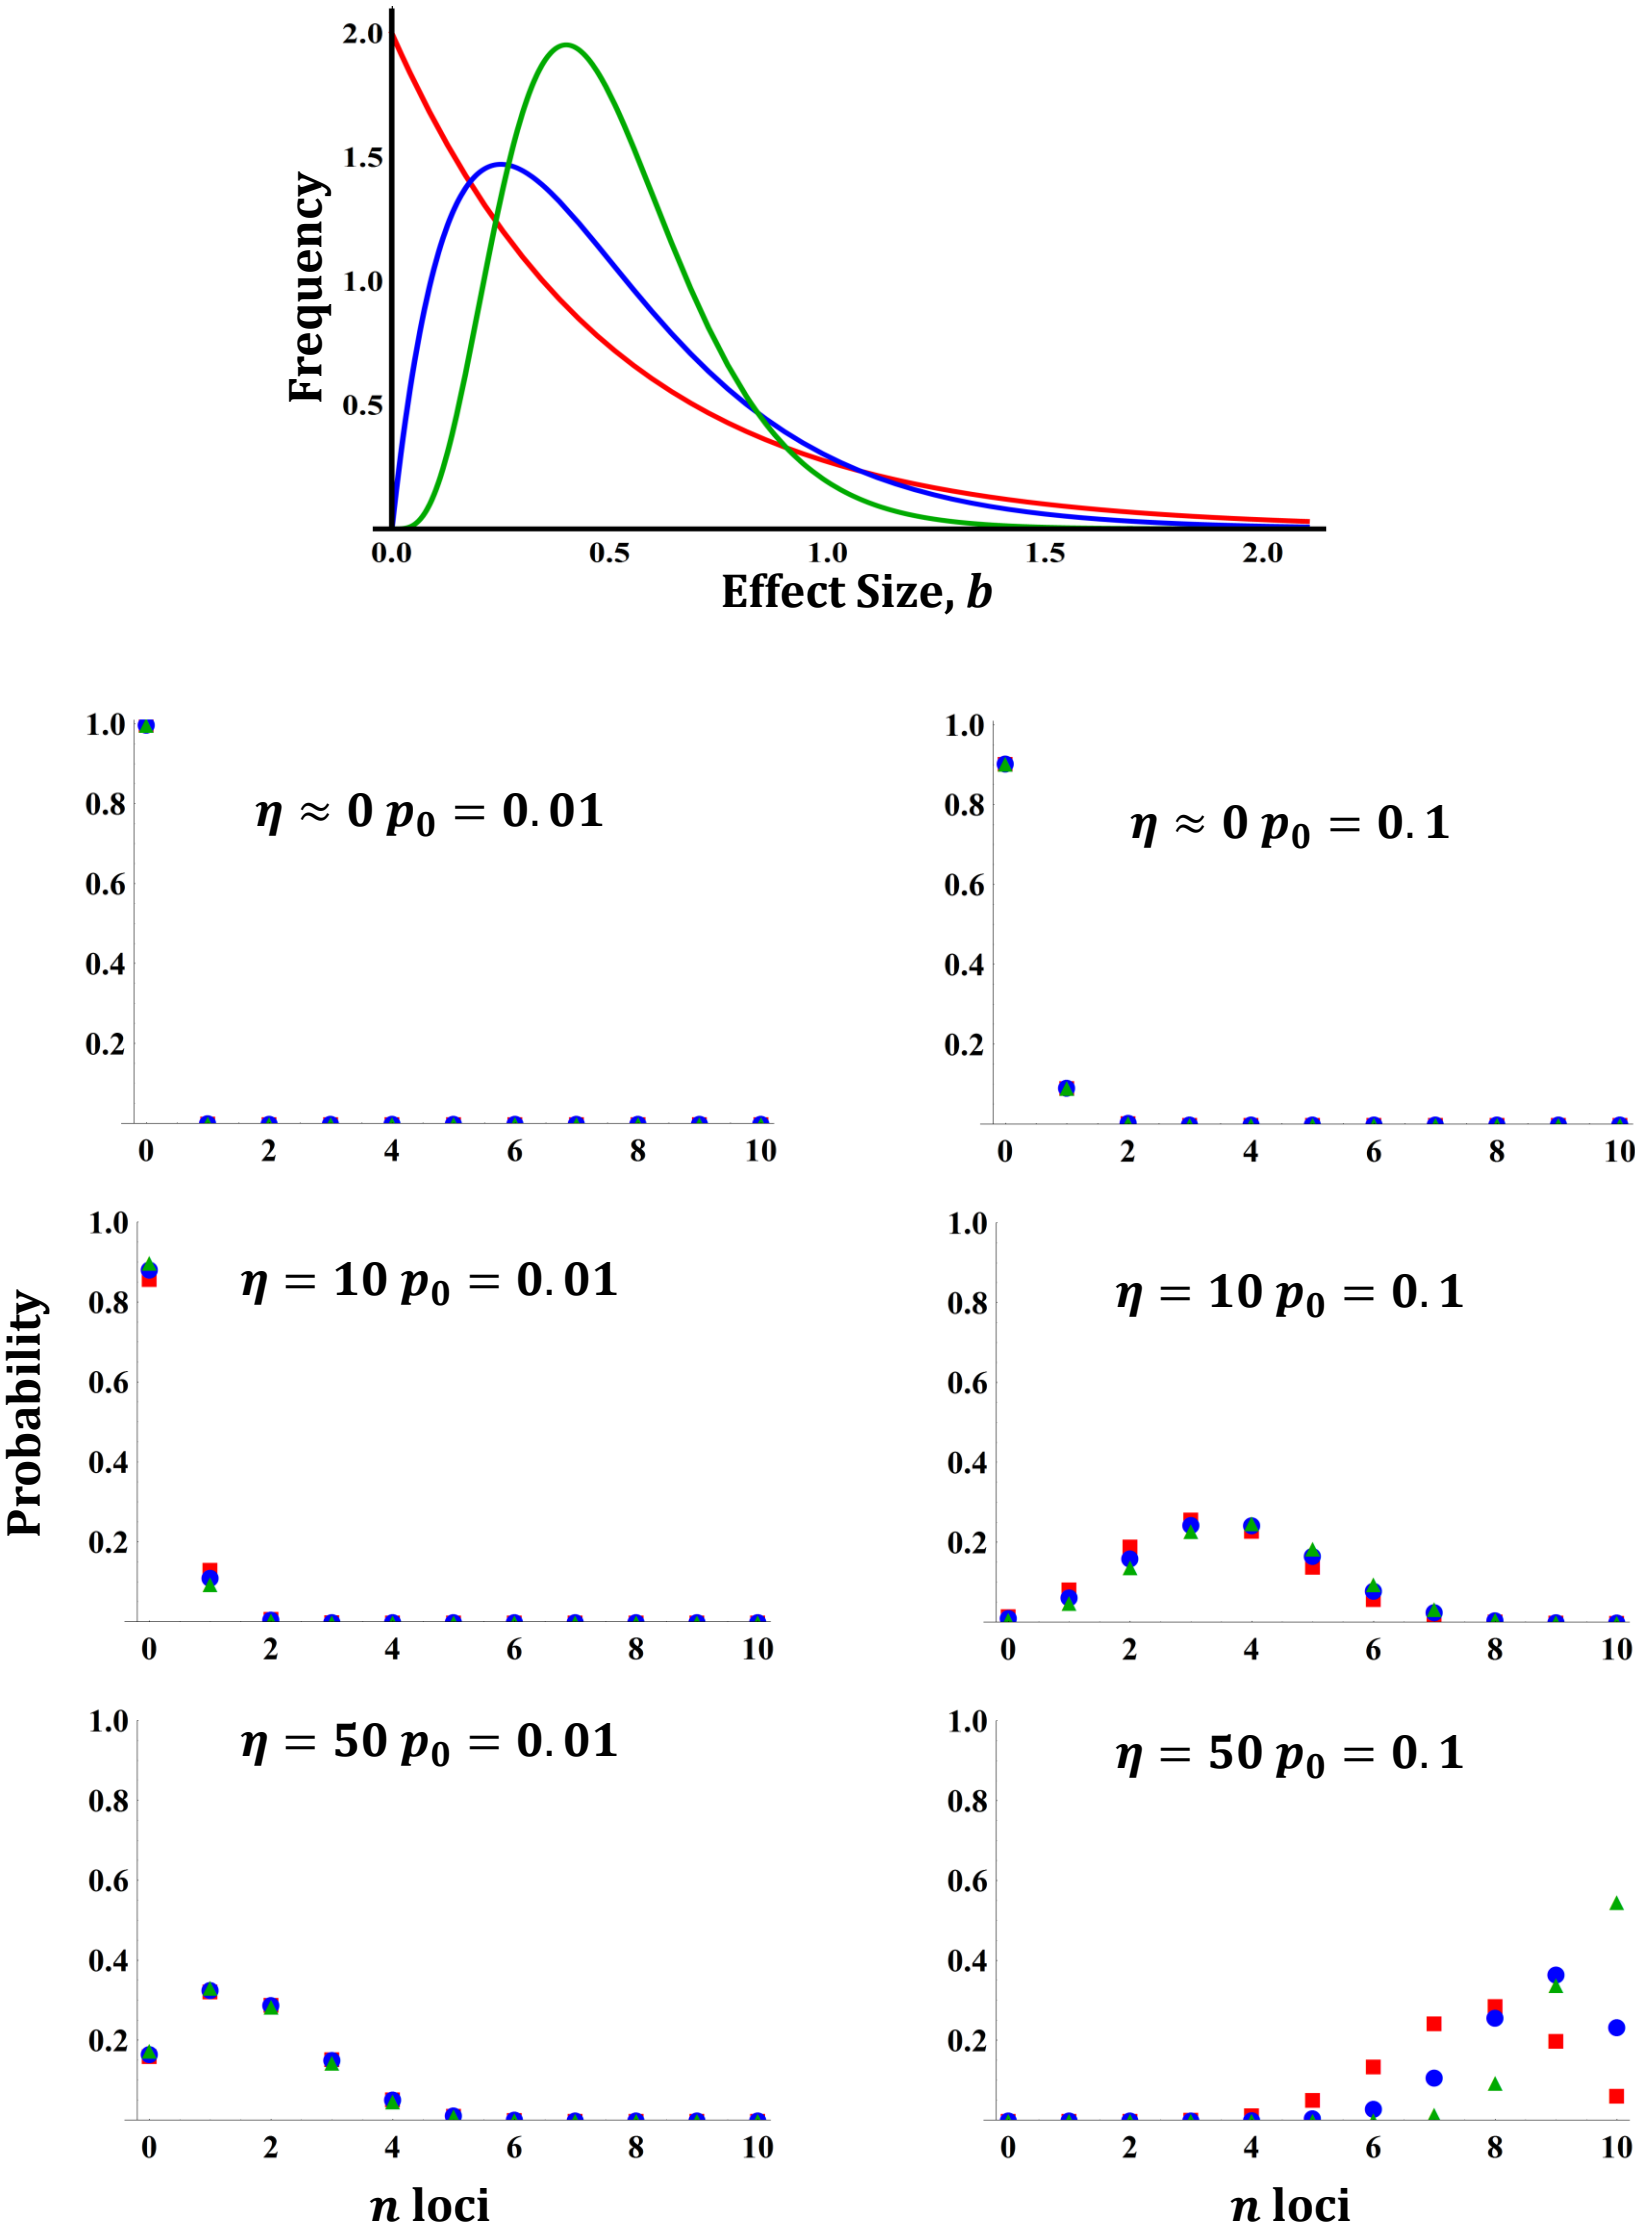 Frequency
2.0
1.5
1.0
0.5
0.0 0.5 1.0 1.5 2.0
Effect Size, b
Probability
η ≈ 0 p₀ = 0.01
1.0
0.8
0.6
0.4
0.2
0 2 4 6 8 10
η ≈ 0 p₀ = 0.1
1.0
0.8
0.6
0.4
0.2
0 2 4 6 8 10
η = 10 p₀ = 0.01
1.0
0.8
0.6
0.4
0.2
0 2 4 6 8 10
η = 10 p₀ = 0.1
1.0
0.8
0.6
0.4
0.2
0 2 4 6 8 10
η = 50 p₀ = 0.01
1.0
0.8
0.6
0.4
0.2
0 2 4 6 8 10
n loci
η = 50 p₀ = 0.1
1.0
0.8
0.6
0.4
0.2
0 2 4 6 8 10
n loci